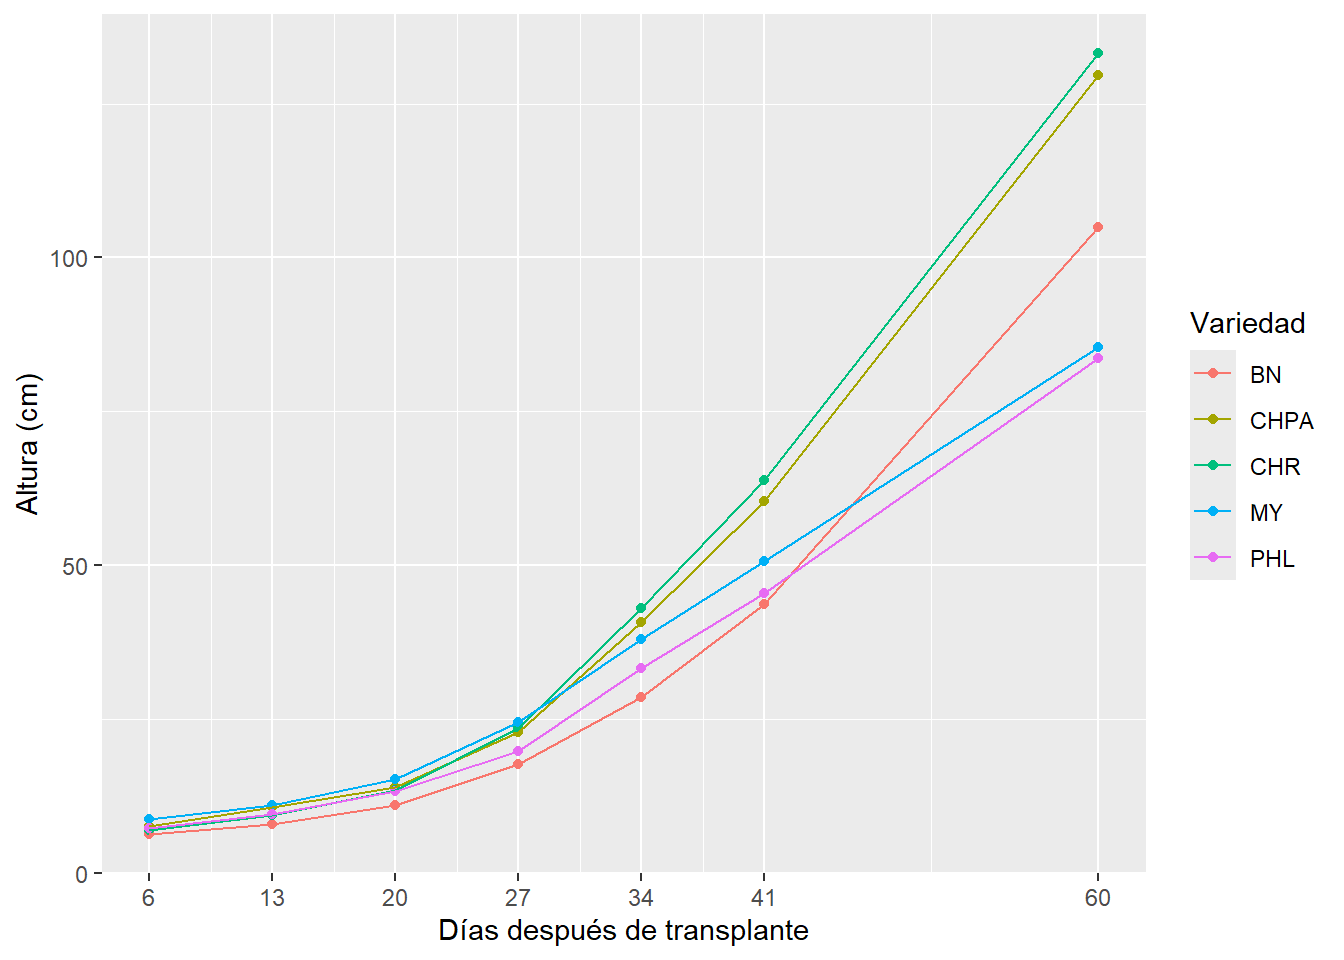 Altura (cm)
100
50
0
6 13 20 27 34 41 60
Días después de transplante
Variedad
BN
CHPA
CHR
MY
PHL